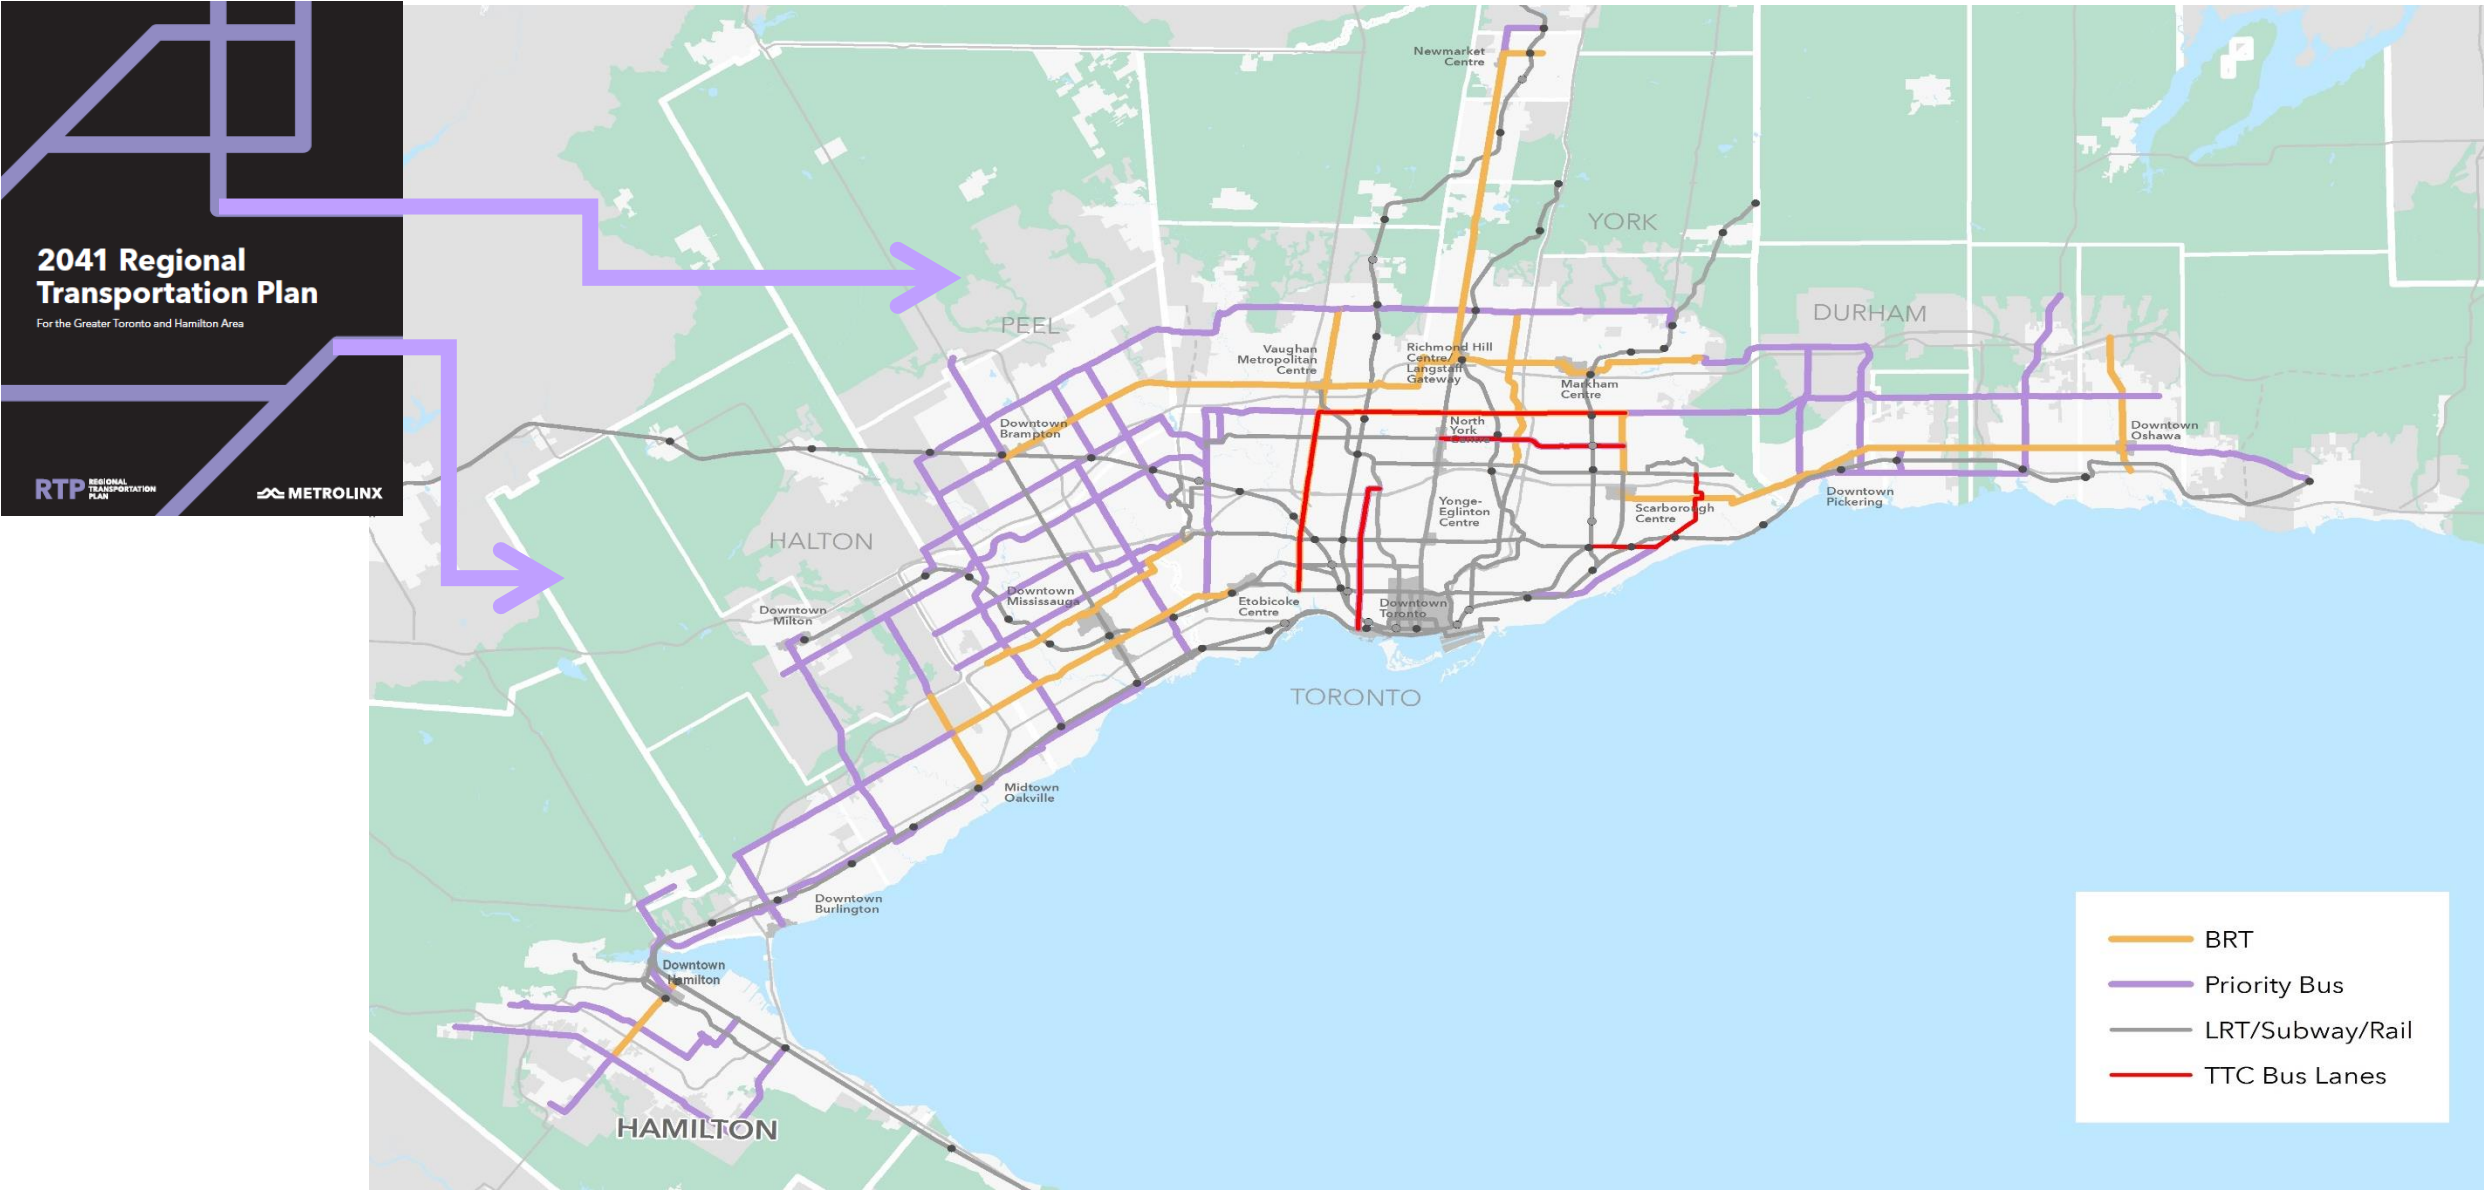 2041 Regional
Transportation Plan
For the Greater Toronto and Hamilton Area
RTP REGIONAL
TRANSPORTATION
PLAN
METROLINX
Newmarket
Centre
YORK
DURHAM
PEEL
Vaughan
Metropolitan
Centre
Richmond Hill
Centre/
Langstaff
Gateway
Markham
Centre
Downtown
Brampton
North
York
Centre
Downtown
Oshawa
Yonge-
Eglinton
Centre
Scarborough
Centre
Downtown
Pickering
HALTON
Downtown
Milton
Downtown
Mississauga
Etobicoke
Centre
Downtown
Toronto
TORONTO
Midtown
Oakville
Downtown
Burlington
Downtown
Hamilton
HAMILTON
BRT
Priority Bus
LRT/Subway/Rail
TTC Bus Lanes